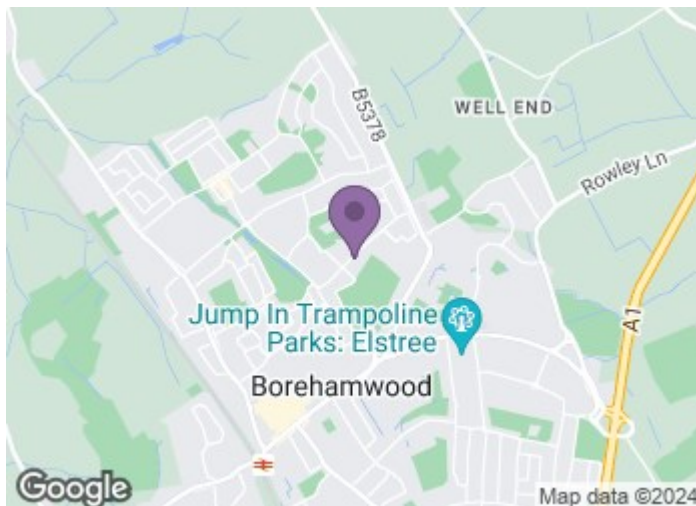 B5378
WELL END
Rowley Ln
Jump In Trampoline
Parks: Elstree
A1
Borehamwood
Google
Map data ©2024